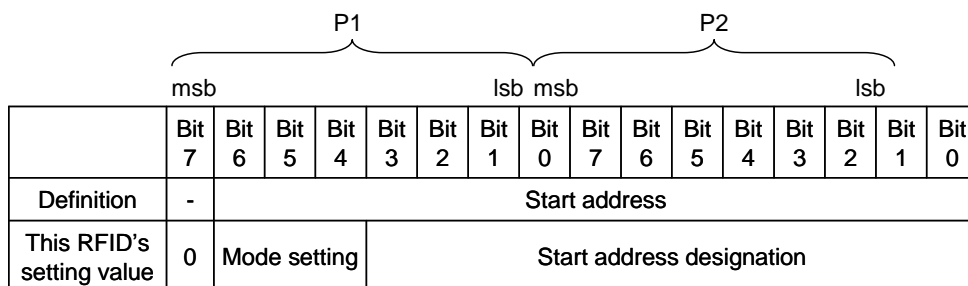 P1 P2
msb lsb msb lsb
Bit 7 Bit 6 Bit 5 Bit 4 Bit 3 Bit 2 Bit 1 Bit 0 Bit 7 Bit 6 Bit 5 Bit 4 Bit 3 Bit 2 Bit 1 Bit 0
Definition - Start address
This RFID's setting value 0 Mode setting Start address designation